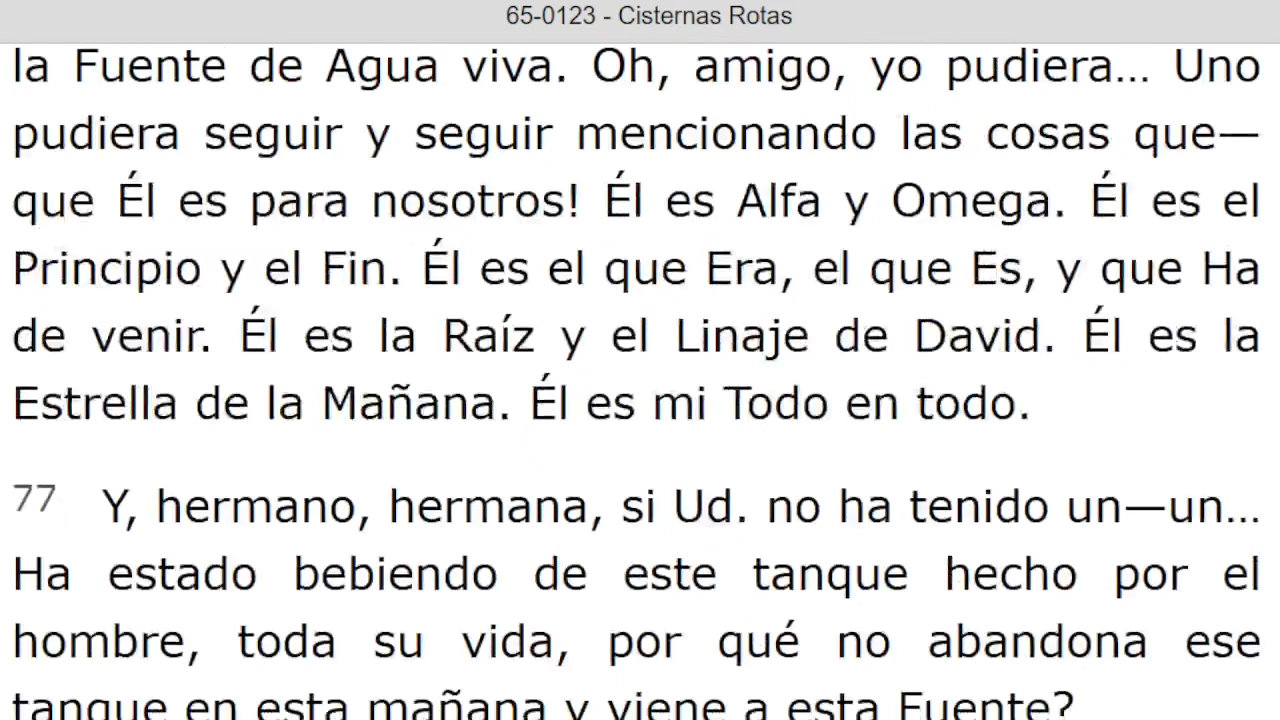 65-0123 - Cisternas Rotas
la Fuente de Agua viva. Oh, amigo, yo pudiera... Uno
pudiera seguir y seguir mencionando las cosas que—
que Él es para nosotros! Él es Alfa y Omega. Él es el
Principio y el Fin. Él es el que Era, el que Es, y que Ha
de venir. Él es la Raíz y el Linaje de David. Él es la
Estrella de la Mañana. Él es mi Todo en todo.
77 Y, hermano, hermana, si Ud. no ha tenido un—un...
Ha estado bebiendo de este tanque hecho por el
hombre, toda su vida, por qué no abandona ese
tanque en esta mañana y viene a esta Fuente?